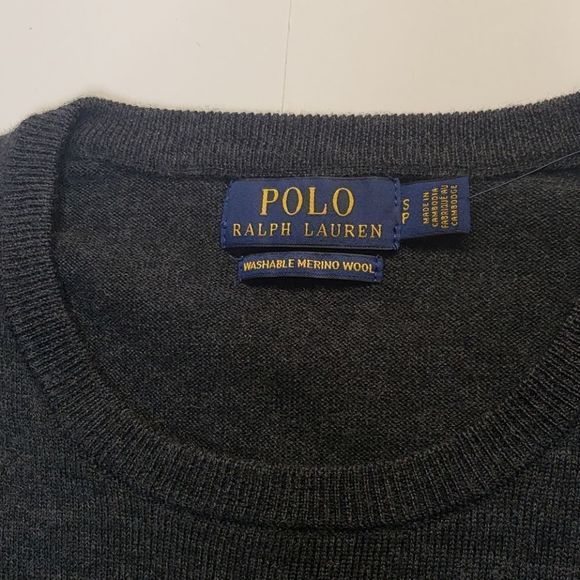 POLO
RALPH LAUREN
WASHABLE MERINO WOOL
S
P
MADE IN
CAMBODIA
FABRIQUÉ AU
CAMBODGE